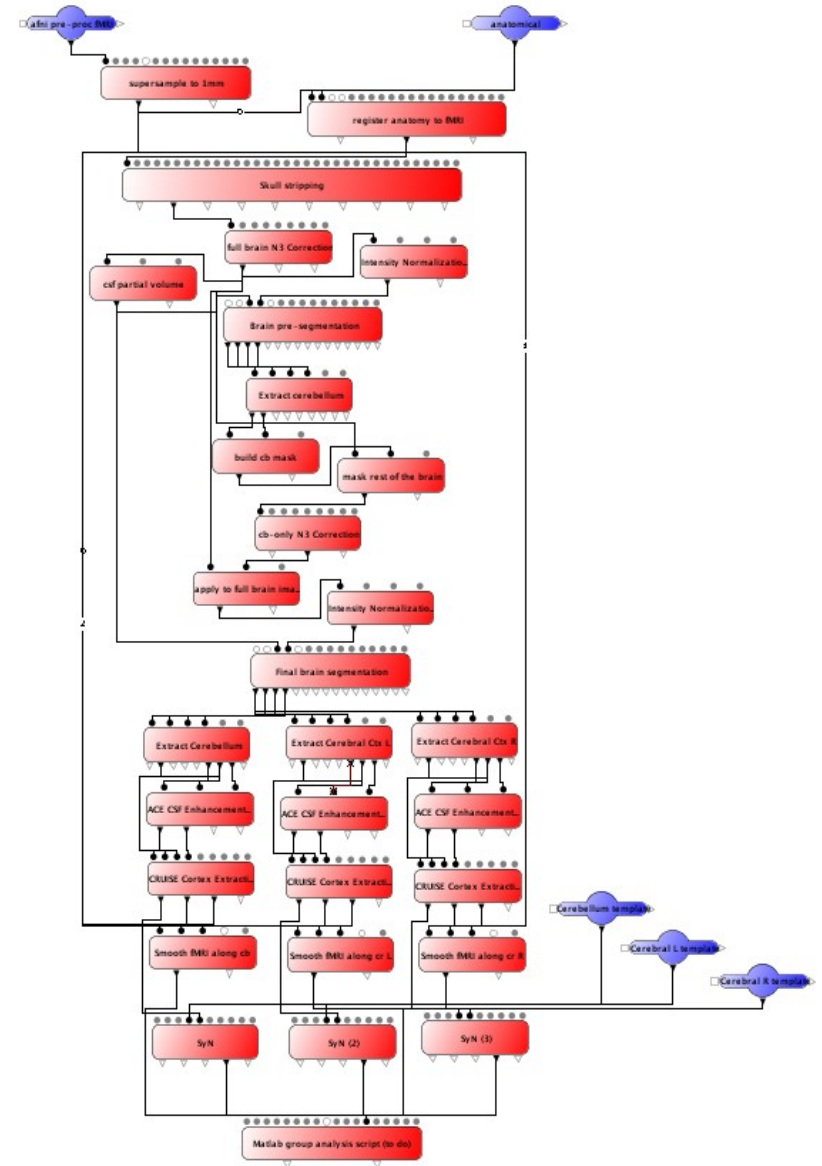 afni pre-proc fMRI
anatomical
supersample to 1mm
register anatomy to fMRI
Skull stripping
full brain N3 Correction
Intensity Normalizatio..
csf partial volume
Brain pre-segmentation
Extract cerebellum
build cb mask
mask rest of the brain
cb-only N3 Correction
apply to full brain ima..
Intensity Normalizatio..
Final brain segmentation
Extract Cerebellum
Extract Cerebral Ctx L
Extract Cerebral Ctx R
ACE CSF Enhancement..
ACE CSF Enhancement..
ACE CSF Enhancement..
CRUISE Cortex Extracti..
CRUISE Cortex Extracti..
CRUISE Cortex Extracti..
Cerebellum template
Cerebral L template
Cerebral R template
Smooth fMRI along cb
Smooth fMRI along cr L
Smooth fMRI along cr R
SyN
SyN (2)
SyN (3)
Matlab group analysis script (to do)